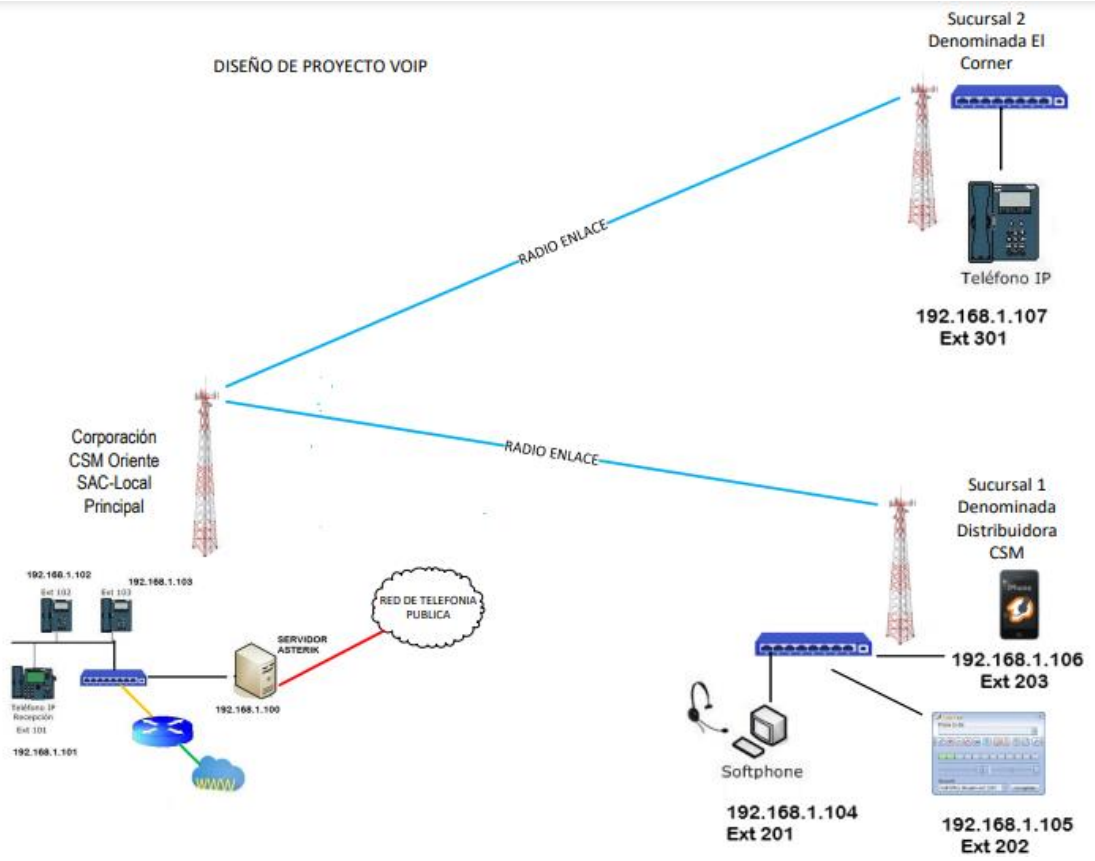 DISEÑO DE PROYECTO VOIP
Sucursal 2
Denominada El
Corner
RADIO ENLACE
Teléfono IP
192.168.1.107
Ext 301
Corporación
CSM Oriente
SAC-Local
Principal
RADIO ENLACE
Sucursal 1
Denominada
Distribuidora
CSM
192.168.1.102
Ext 102
192.168.1.103
Ext 103
RED DE TELEFONIA
PUBLICA
SERVIDOR
ASTERIK
192.168.1.100
Teléfono IP
Recepción
Ext 101
192.168.1.101
192.168.1.106
Ext 203
Softphone
192.168.1.104
Ext 201
192.168.1.105
Ext 202